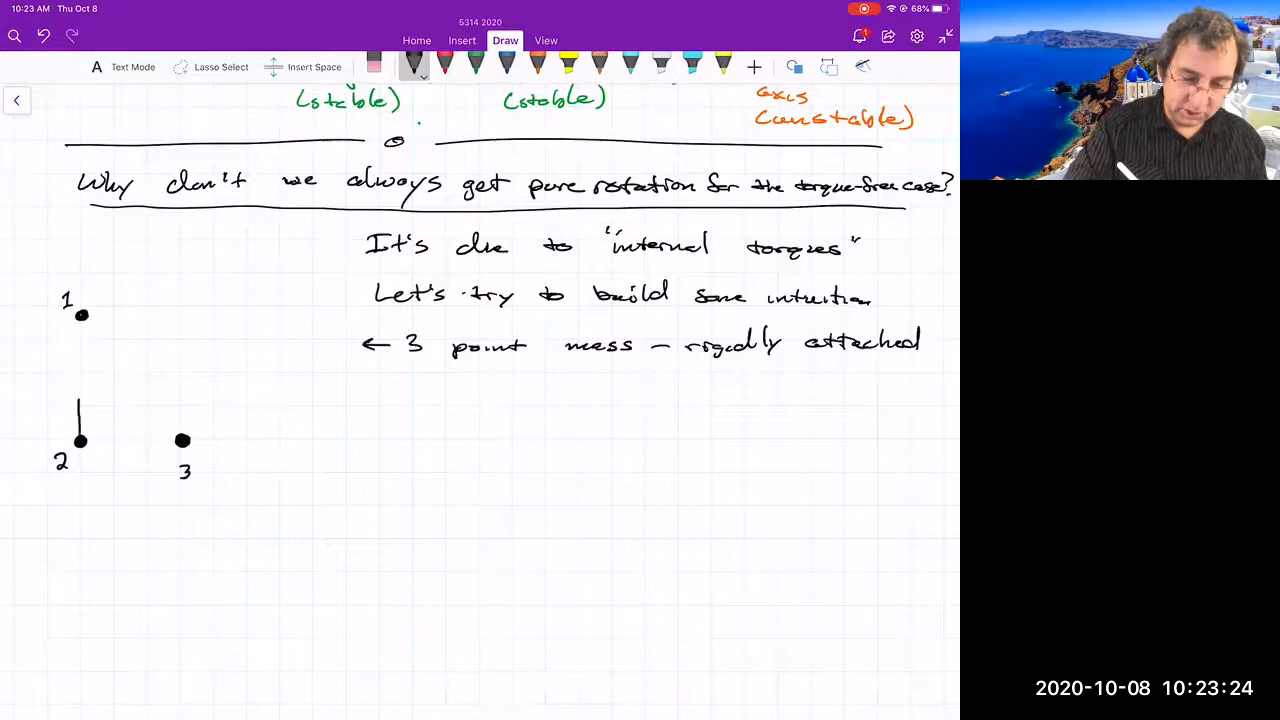 10:23 AM Thu Oct 8
68%
5314 2020
Home Insert Draw View
1
Text Mode Lasso Select Insert Space
(stable) (stable) axis
(unstable)
Why don't we always get pure rotation for the torque-free case?
It's due to "internal torques"
Let's try to build some intuition
1
← 3 point mass - rigidly attached
2
3
2020-10-08 10:23:24